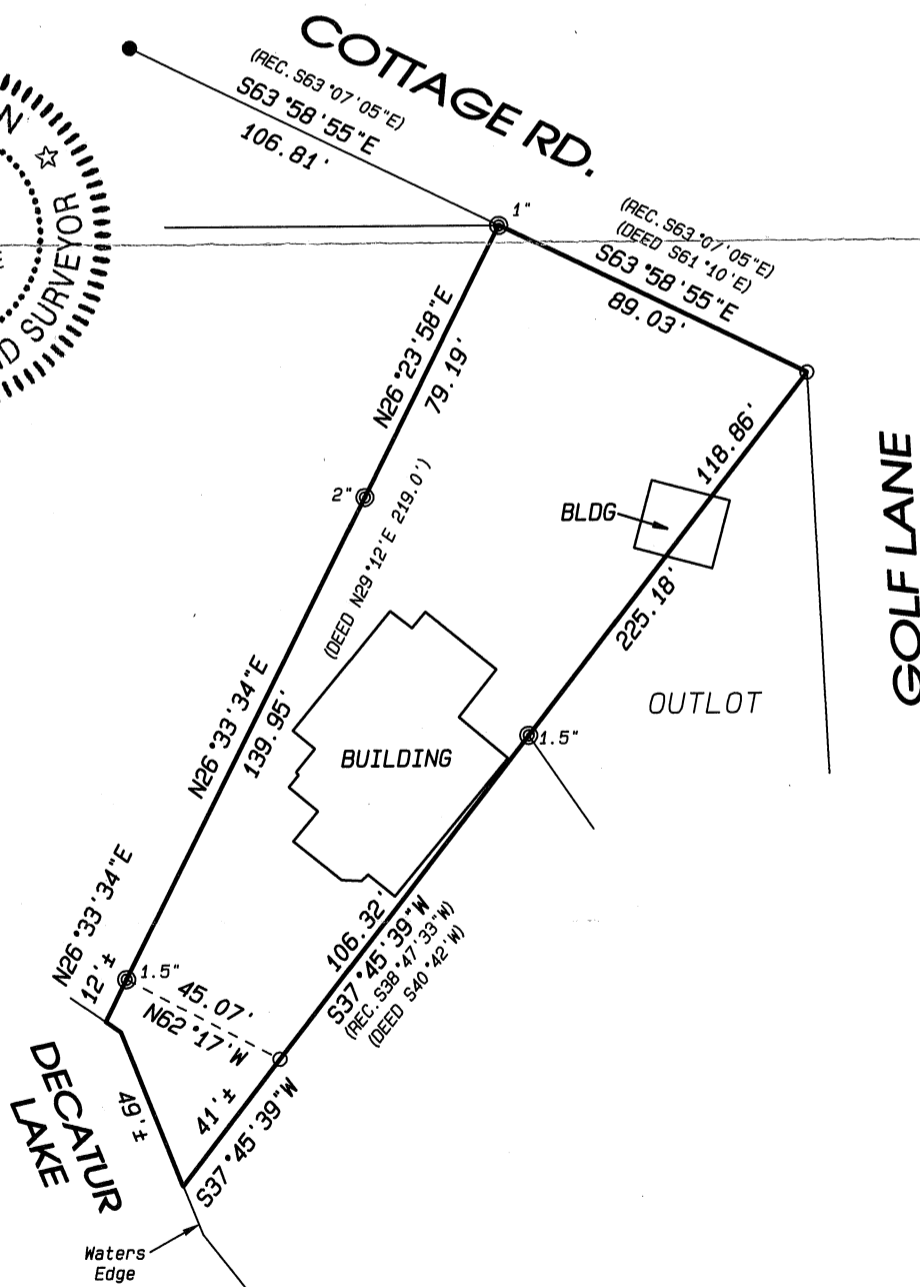 COTTAGE RD.
(REC. S63°07'05"E)
S63°58'55"E
106.81'
N
D SURVEYOR
1"
(REC. S63°07'05"E)
(DEED S61°10'E)
S63°58'55"E
89.03'
N26°23'58"E
79.19'
2"
(DEED N29°12'E 219.0')
118.86'
BLDG
225.18'
GOLF LANE
OUTLOT
1.5"
N26°33'34"E
139.95'
BUILDING
N26°33'34"E
12'±
1.5"
45.07'
N62°17'W
106.32'
S37°45'39"W
(REC. S38°47'33"W)
(DEED S40°42'W)
41'±
S37°45'39"W
49'±
DECATUR
LAKE
Waters
Edge